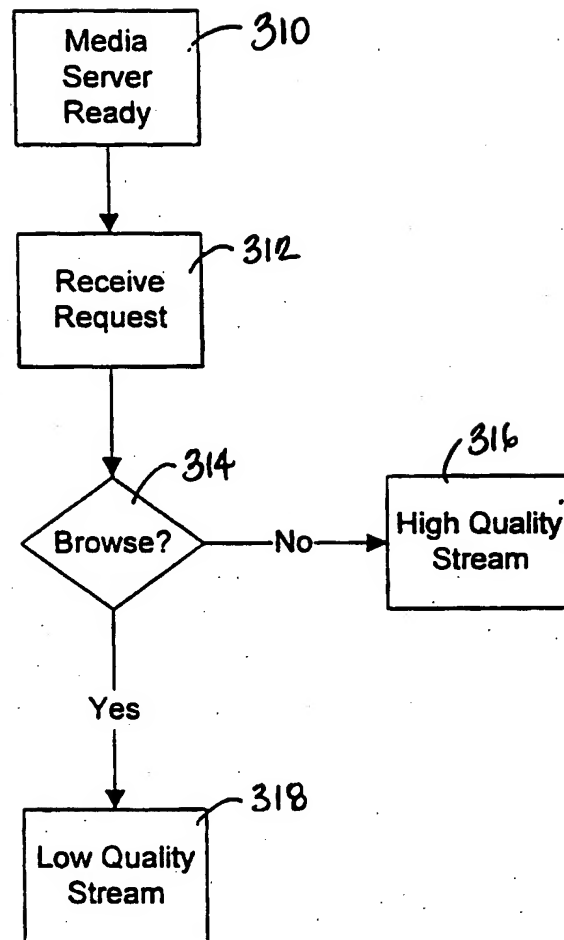 Media
Server
Ready
310
Receive
Request
312
Browse?
314
No
316
High Quality
Stream
Yes
318
Low Quality
Stream